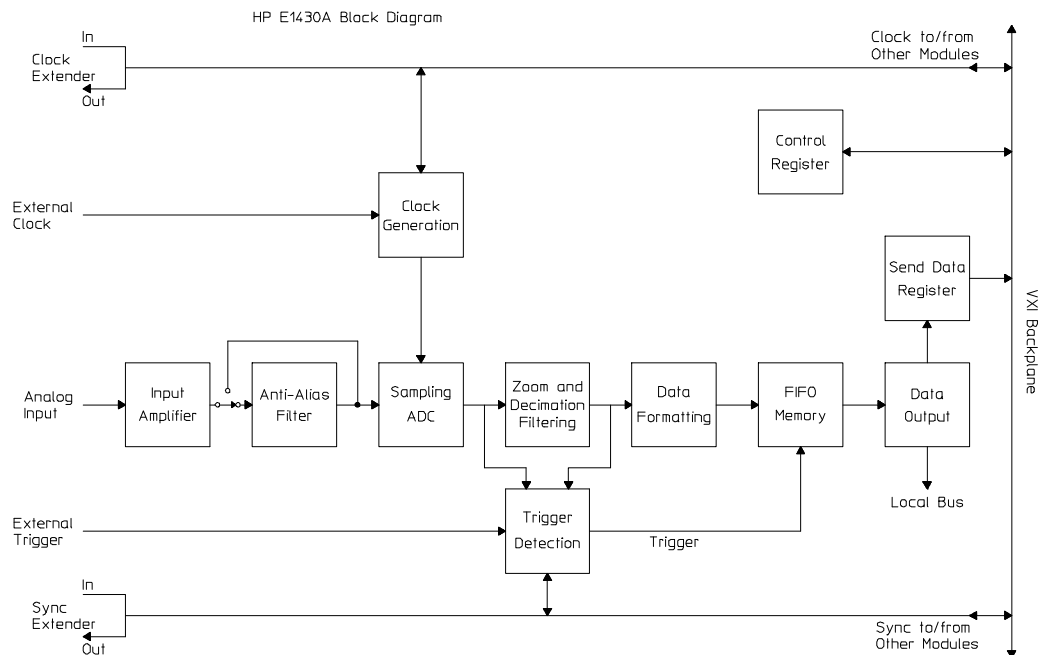 HP E1430A Block Diagram
In
Clock
Extender
Out
Clock to/from
Other Modules
Control
Register
External
Clock
Clock
Generation
Send Data
Register
VXI Backplane
Analog
Input
Input
Amplifier
Anti-Alias
Filter
Sampling
ADC
Zoom and
Decimation
Filtering
Data
Formatting
FIFO
Memory
Data
Output
Local Bus
External
Trigger
Trigger
Detection
Trigger
In
Sync
Extender
Out
Sync to/from
Other Modules